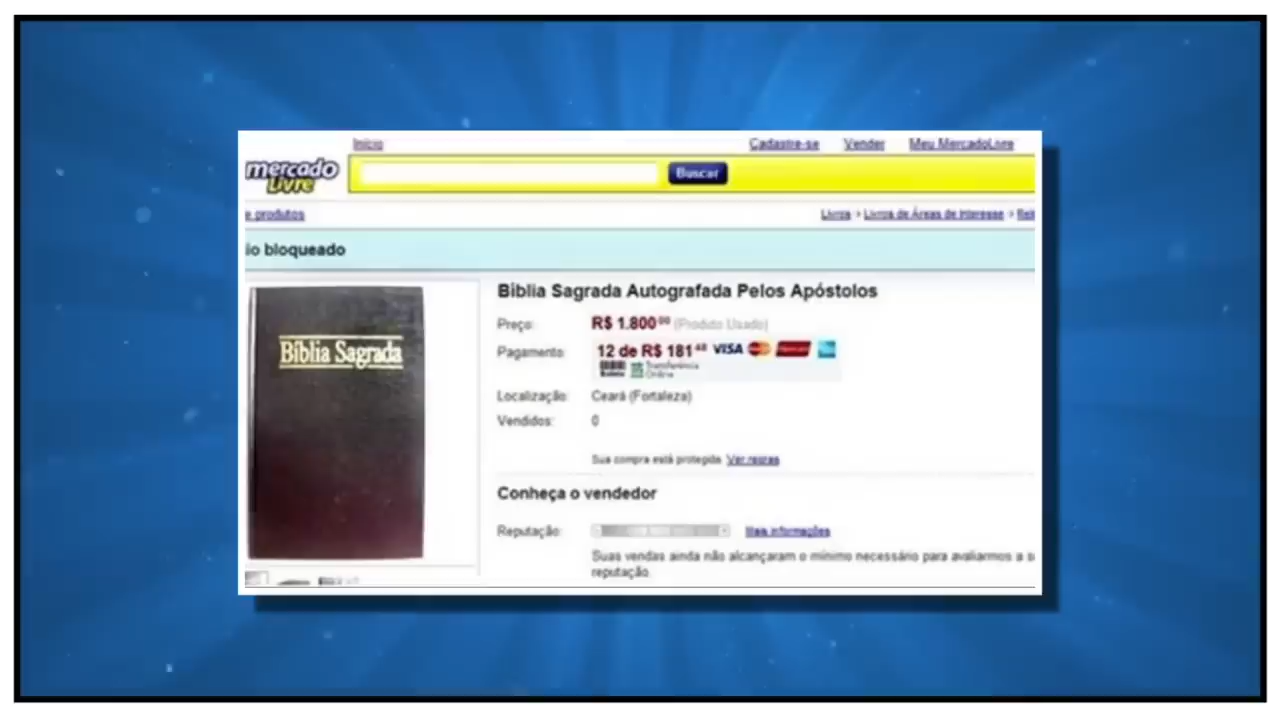 Início
Cadastre-se Vender Meu MercadoLivre
mercado
Livre
Buscar
e produtos
Livros > Livros de Áreas de Interesse > Reli
io bloqueado
Bíblia Sagrada Autografada Pelos Apóstolos
Preço: R$ 1.800 00 (Produto Usado)
Pagamento: 12 de R$ 181 48 VISA
Boleto Transferência Online
Localização: Ceará (Fortaleza)
Vendidos: 0
Sua compra está protegida Ver regras
Conheça o vendedor
Reputação: Mais informações
Suas vendas ainda não alcançaram o mínimo necessário para avaliarmos a s
reputação.
Bíblia Sagrada